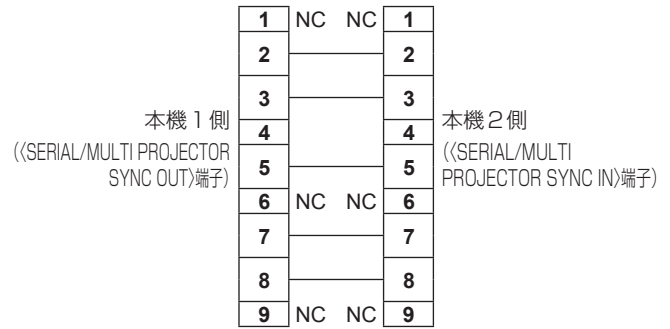 1 NC NC 1
2 2
3 3
本機1側
(〈SERIAL/MULTI PROJECTOR
SYNC OUT〉端子)
4 4
本機2側
(〈SERIAL/MULTI
PROJECTOR SYNC IN〉端子)
5 5
6 NC NC 6
7 7
8 8
9 NC NC 9